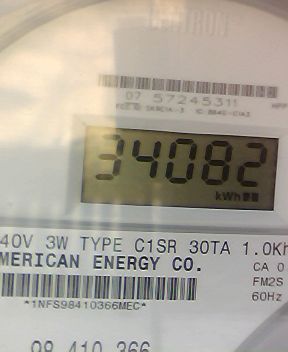 07 57245311
34082
kWh
40V 3W TYPE C1SR 30TA 1.0Kh
MERICAN ENERGY CO.
CA 0
FM2S
60Hz
*1NFS98410366MEC*
98 410 366